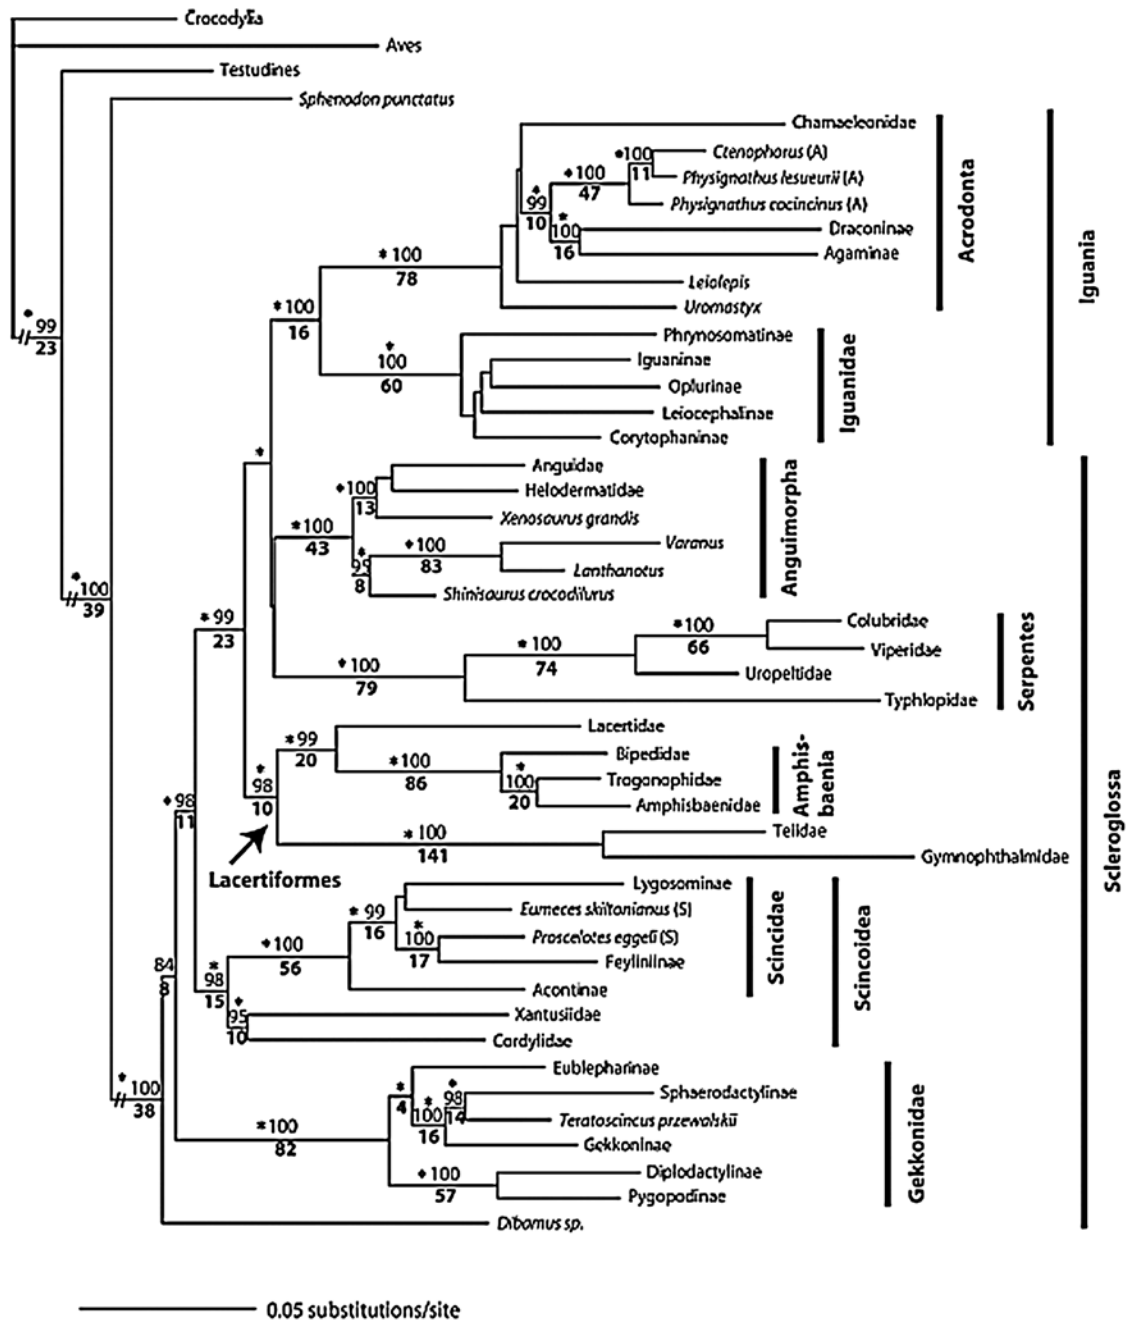 Crocodylia
Aves
Testudines
Sphenodon punctatus
Chamaeleonidae
*100
Ctenophorus (A)
*100
11
Physignathus lesueurii (A)
47
Physignathus cocincinus (A)
*
99
10
*
100
16
Draconinae
Agaminae
*100
78
Leiolepis
Uromastyx
Acrodonta
Iguania
*100
16
*
99
23
Phrynosomatinae
Iguaninae
*
100
60
Oplurinae
Leiocephalinae
Corytophaninae
Iguanidae
*
Anguidae
*100
13
Helodermatidae
Xenosaurus grandis
*100
43
Varanus
*100
83
*
95
8
Lanthanotus
Shinisaurus crocodilurus
Anguimorpha
*100
39
*99
23
Colubridae
*100
66
Viperidae
*100
74
Uropeltidae
*100
79
Typhlopidae
Serpentes
Lacertidae
*99
20
Bipedidae
*100
86
*
100
20
Trogonophidae
Amphisbaenidae
Amphis-
baenia
*
98
10
*98
11
Teiidae
*100
141
Gymnophthalmidae
Lacertiformes
Scleroglossa
Lygosominae
*99
16
Eumeces skiltonianus (S)
*
100
17
Proscelotes eggeli (S)
Feyliniinae
*100
56
Acontinae
Scincidae
Scincoidea
84
8
*
98
15
*
95
10
Xantusiidae
Cordylidae
Eublepharinae
*
100
38
*
4
*
100
16
*
98
14
Sphaerodactylinae
Teratoscincus przewalskii
Gekkoninae
*100
82
Diplodactylinae
*100
57
Pygopodinae
Gekkonidae
Dibamus sp.
0.05 substitutions/site